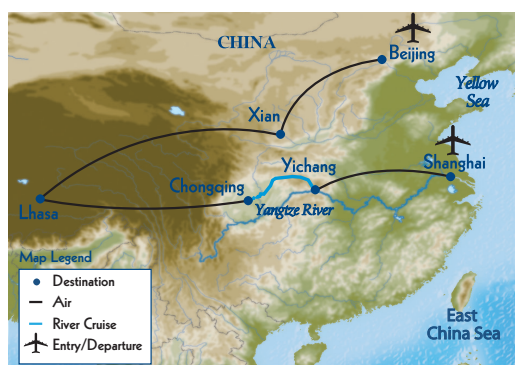 CHINA
Beijing
Yellow
Sea
Xian
Yichang
Shanghai
Chongqing
Lhasa
Yangtze River
Map Legend
Destination
Air
River Cruise
Entry/Departure
East
China Sea